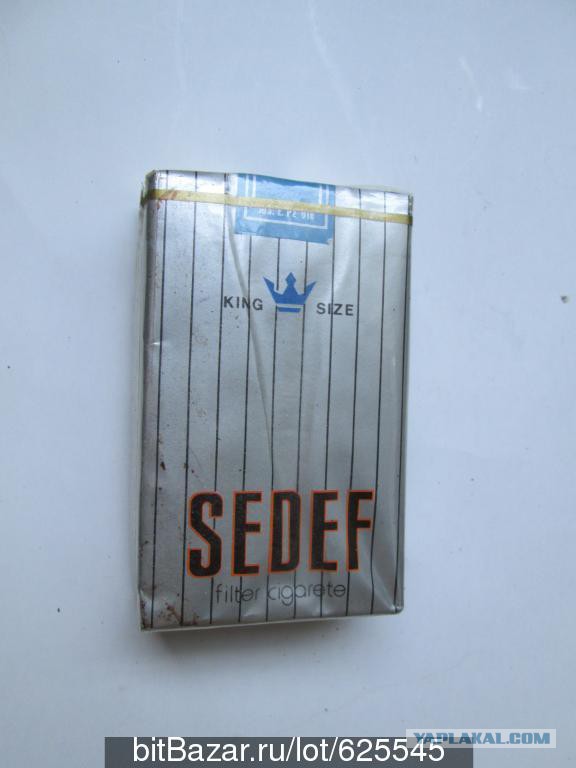 KING SIZE
SEDEF
filter cigarete
YAPLAKAL.COM
bitBazar.ru/lot/625545